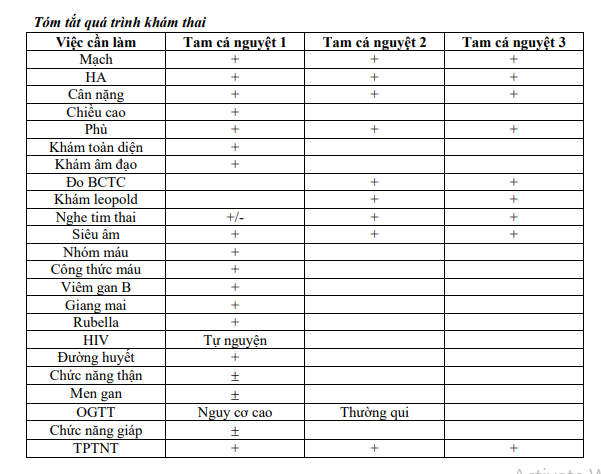 Tóm tắt quá trình khám thai
Việc cần làm Tam cá nguyệt 1 Tam cá nguyệt 2 Tam cá nguyệt 3
Mạch + + +
HA + + +
Cân nặng + + +
Chiều cao +
Phù + + +
Khám toàn diện +
Khám âm đạo +
Đo BCTC + +
Khám leopold + +
Nghe tim thai +/- + +
Siêu âm + + +
Nhóm máu +
Công thức máu +
Viêm gan B +
Giang mai +
Rubella +
HIV Tự nguyện
Đường huyết +
Chức năng thận ±
Men gan ±
OGTT Nguy cơ cao Thường qui
Chức năng giáp ±
TPTNT + + +